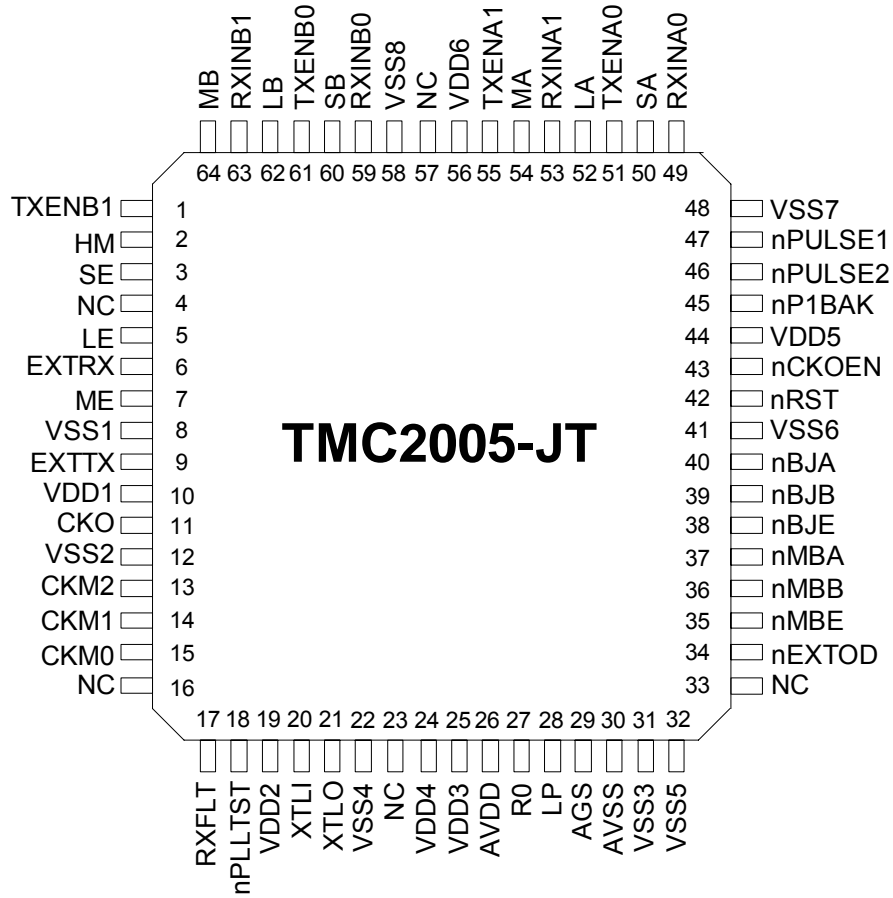 MB RXINB1 LB TXENB0 SB RXINB0 VSS8 NC VDD6 TXENA1 MA RXINA1 LA TXENA0 SA RXINA0
64 63 62 61 60 59 58 57 56 55 54 53 52 51 50 49
TXENB1 1 48 VSS7
HM 2 47 nPULSE1
SE 3 46 nPULSE2
NC 4 45 nP1BAK
LE 5 44 VDD5
EXTRX 6 43 nCKOEN
ME 7 42 nRST
VSS1 8 41 VSS6
TMC2005-JT
EXTTX 9 40 nBJA
VDD1 10 39 nBJB
CKO 11 38 nBJE
VSS2 12 37 nMBA
CKM2 13 36 nMBB
CKM1 14 35 nMBE
CKM0 15 34 nEXTOD
NC 16 33 NC
17 18 19 20 21 22 23 24 25 26 27 28 29 30 31 32
RXFLT nPLLTST VDD2 XTLI XTLO VSS4 NC VDD4 VDD3 AVDD R0 LP AGS AVSS VSS3 VSS5